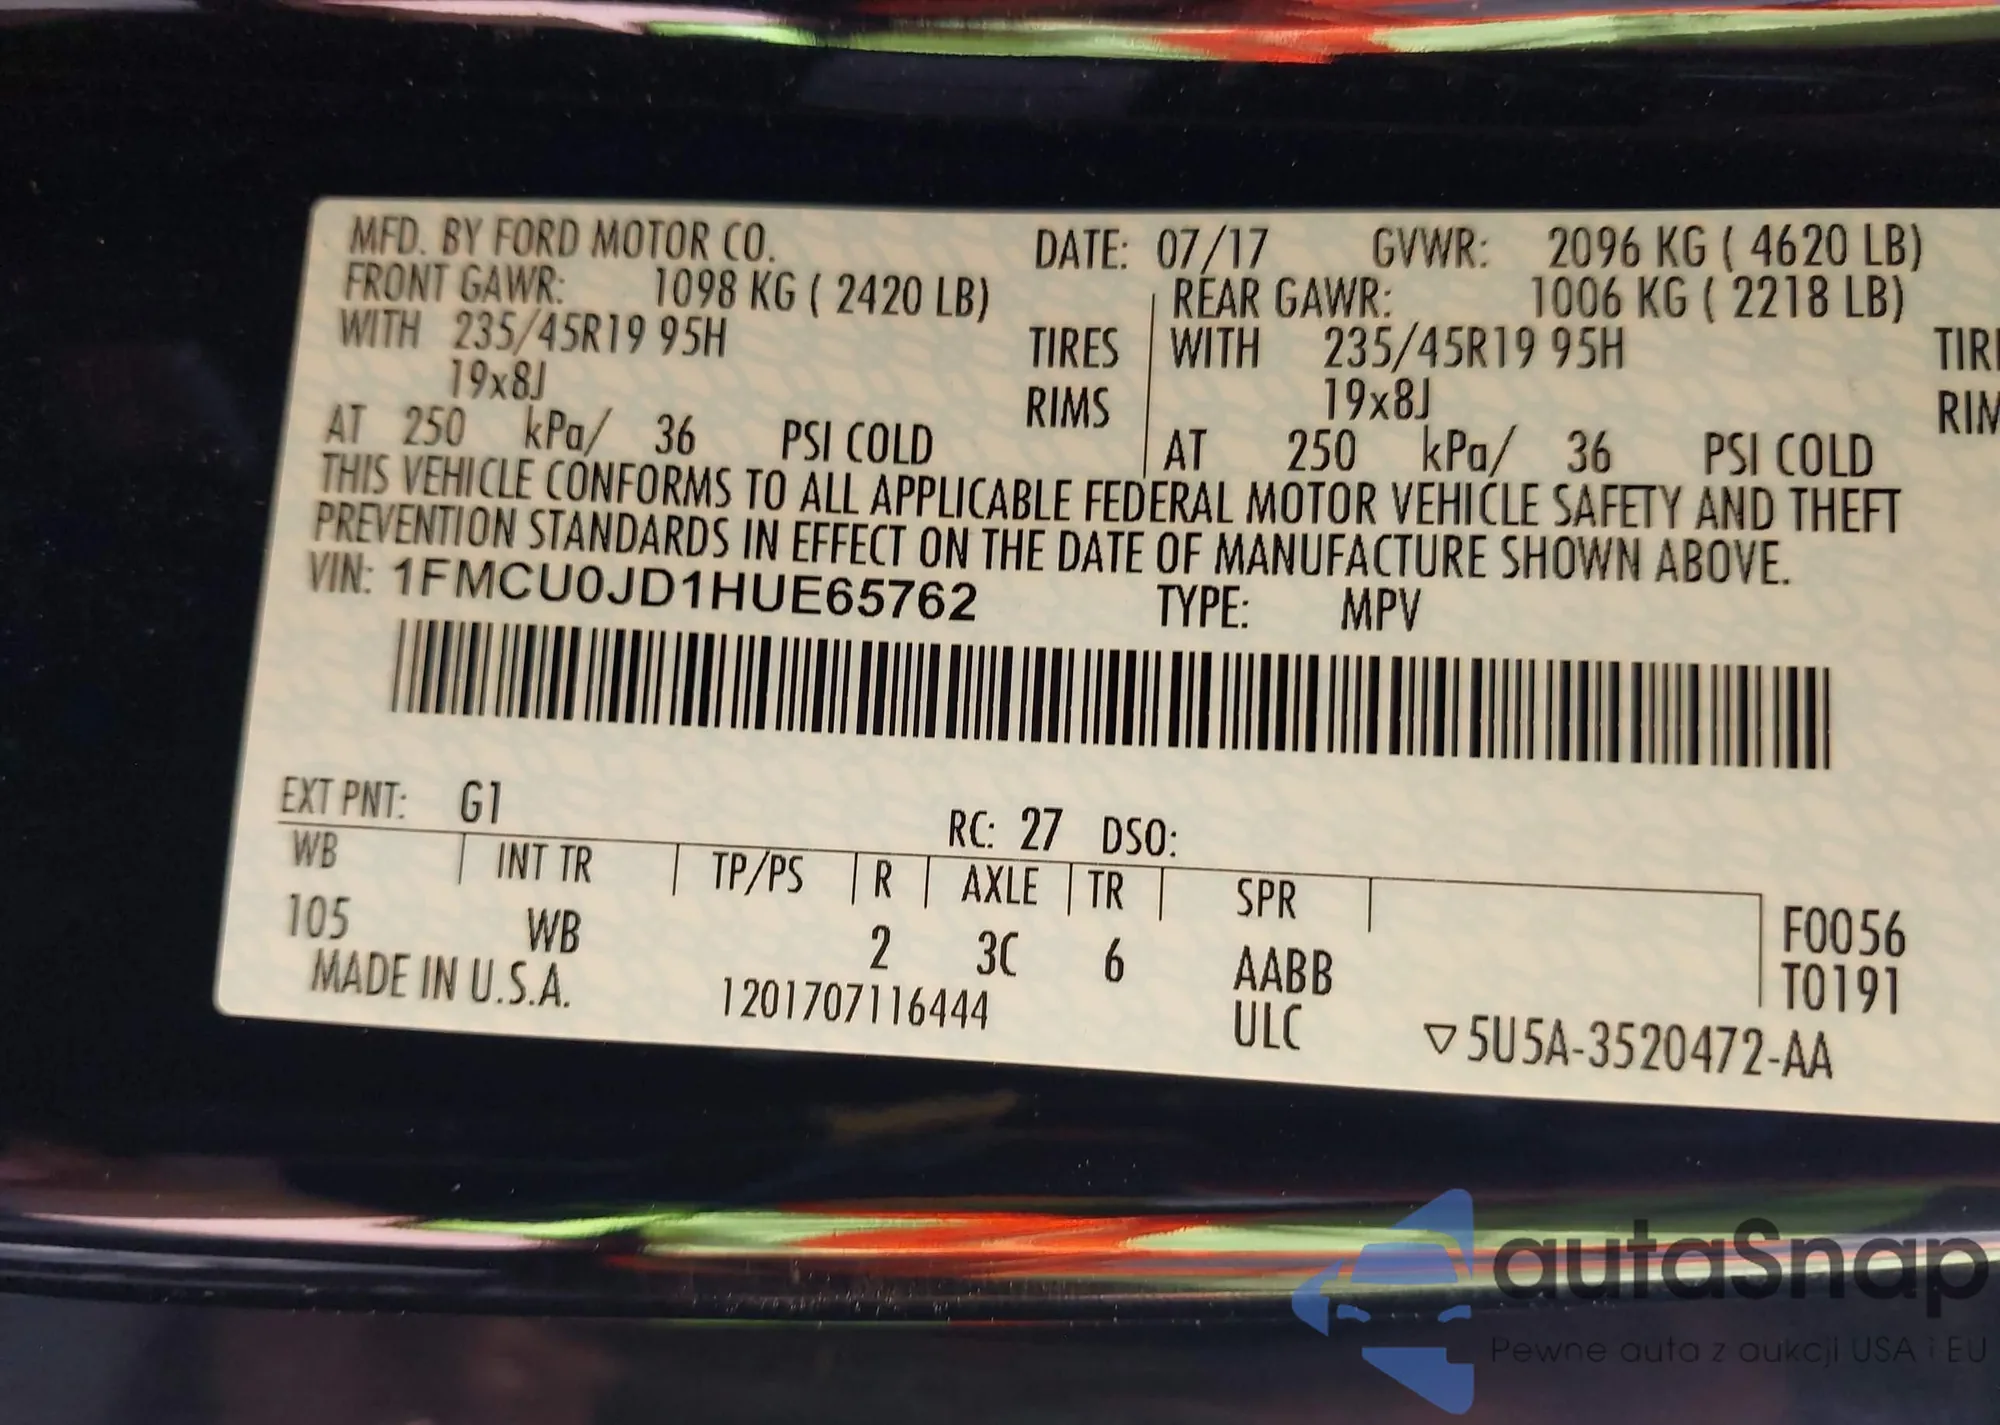 MFD. BY FORD MOTOR CO. DATE: 07/17 GVWR: 2096 KG ( 4620 LB)
FRONT GAWR: 1098 KG ( 2420 LB) REAR GAWR: 1006 KG ( 2218 LB)
WITH 235/45R19 95H TIRES WITH 235/45R19 95H TIR
19x8J RIMS 19x8J RIM
AT 250 kPa/ 36 PSI COLD AT 250 kPa/ 36 PSI COLD
THIS VEHICLE CONFORMS TO ALL APPLICABLE FEDERAL MOTOR VEHICLE SAFETY AND THEFT
PREVENTION STANDARDS IN EFFECT ON THE DATE OF MANUFACTURE SHOWN ABOVE.
VIN: 1FMCU0JD1HUE65762 TYPE: MPV
EXT PNT: G1 RC: 27 DSO:
WB INT TR TP/PS R AXLE TR SPR
105 WB 2 3C 6 AABB F0056
T0191
MADE IN U.S.A. 1201707116444 ULC ▽5U5A-3520472-AA
autaSnap
Pewne auta z aukcji USA i EU